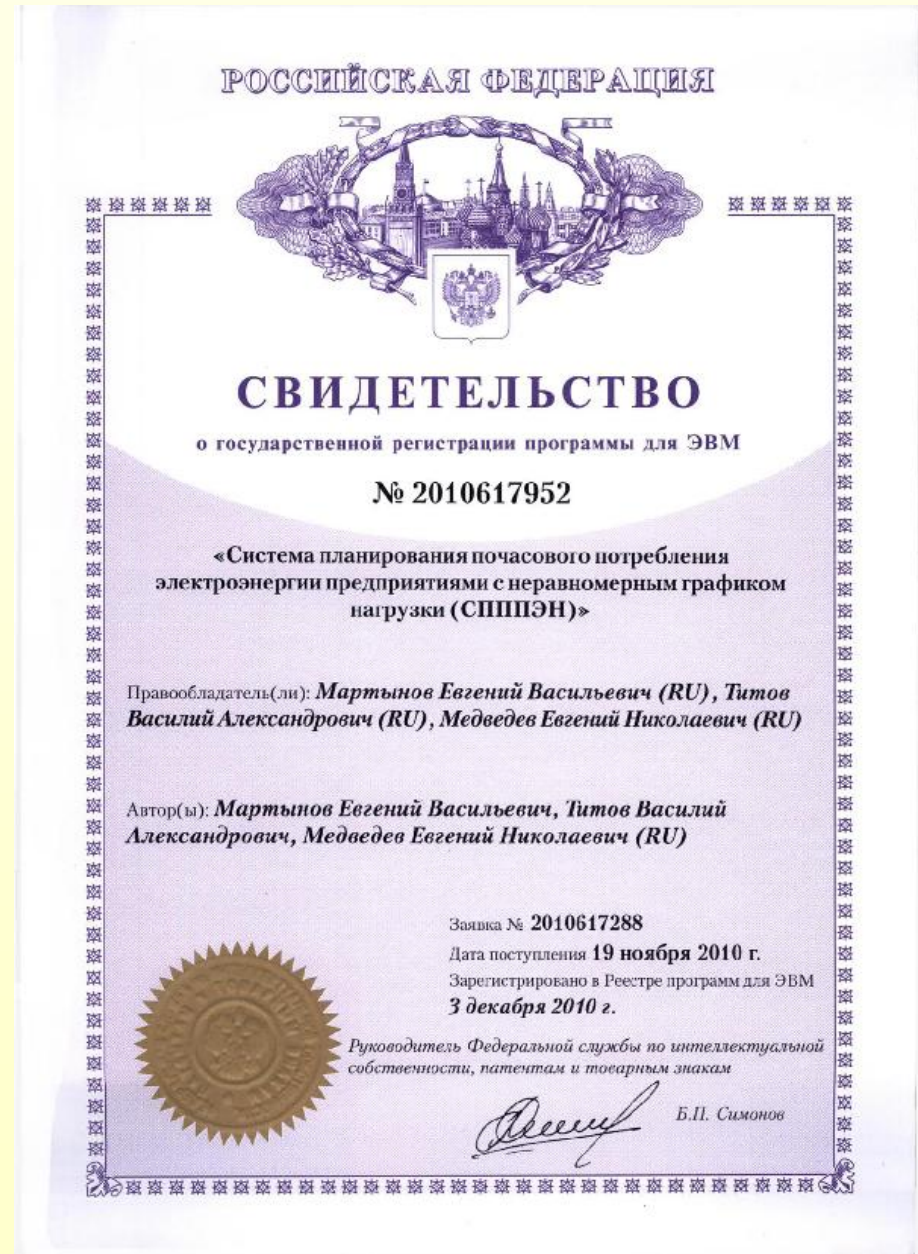 РОССИЙСКАЯ ФЕДЕРАЦИЯ
СВИДЕТЕЛЬСТВО
о государственной регистрации программы для ЭВМ
№ 2010617952
«Система планирования почасового потребления
электроэнергии предприятиями с неравномерным графиком
нагрузки (СПППЭН)»
Правообладатель(ли): Мартынов Евгений Васильевич (RU), Титов
Василий Александрович (RU), Медведев Евгений Николаевич (RU)
Автор(ы): Мартынов Евгений Васильевич, Титов Василий
Александрович, Медведев Евгений Николаевич (RU)
Заявка № 2010617288
Дата поступления 19 ноября 2010 г.
Зарегистрировано в Реестре программ для ЭВМ
3 декабря 2010 г.
Руководитель Федеральной службы по интеллектуальной
собственности, патентам и товарным знакам
Б.П. Симонов